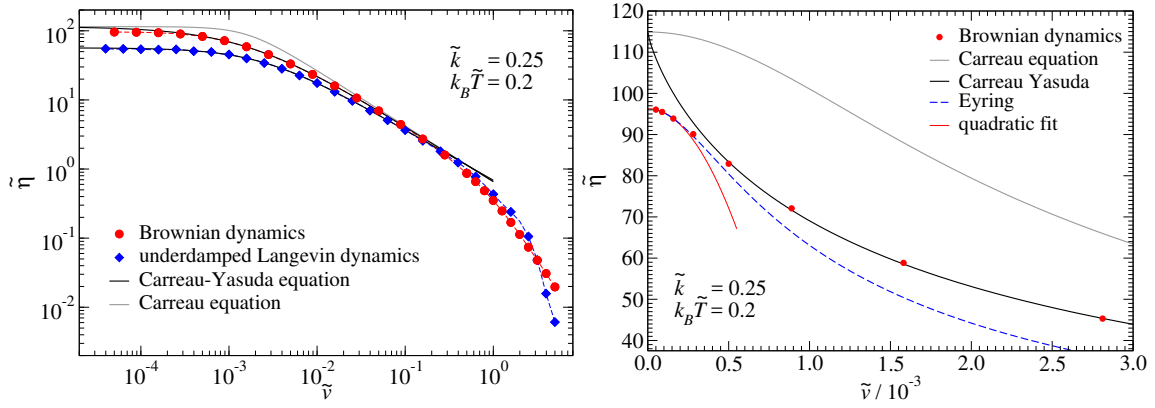 10^2
10^1
10^0
10^-1
10^-2
η̃
k̃ = 0.25
k_B T̃ = 0.2
Brownian dynamics
underdamped Langevin dynamics
Carreau-Yasuda equation
Carreau equation
10^-4 10^-3 10^-2 10^-1 10^0
ṽ
120
110
100
90
80
70
60
50
40
η̃
Brownian dynamics
Carreau equation
Carreau Yasuda
Eyring
quadratic fit
k̃ = 0.25
k_B T̃ = 0.2
0.0 0.5 1.0 1.5 2.0 2.5 3.0
ṽ / 10^-3